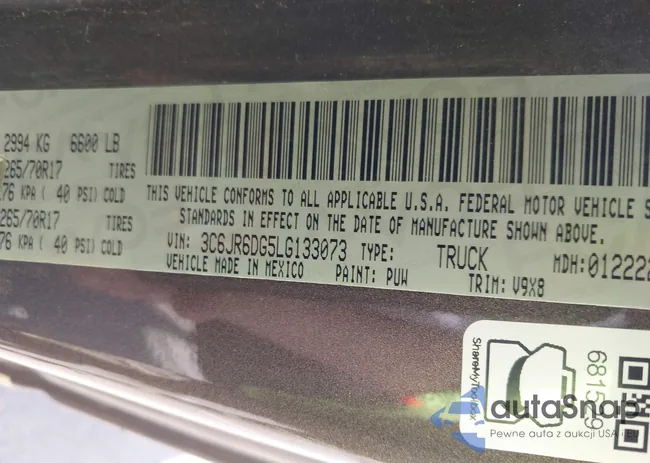 2994 KG 6600 LB
265/70R17 TIRES
76 KPA ( 40 PSI) COLD
265/70R17 TIRES
76 KPA ( 40 PSI) COLD
THIS VEHICLE CONFORMS TO ALL APPLICABLE U.S.A. FEDERAL MOTOR VEHICLE S
STANDARDS IN EFFECT ON THE DATE OF MANUFACTURE SHOWN ABOVE.
VIN: 3C6JR6DG5LG133073 TYPE: TRUCK MDH: 012222
VEHICLE MADE IN MEXICO PAINT: PUW TRIM: V9X8
ShareMyToolbox
autoSnap
Pewne auta z aukcji USA i EU